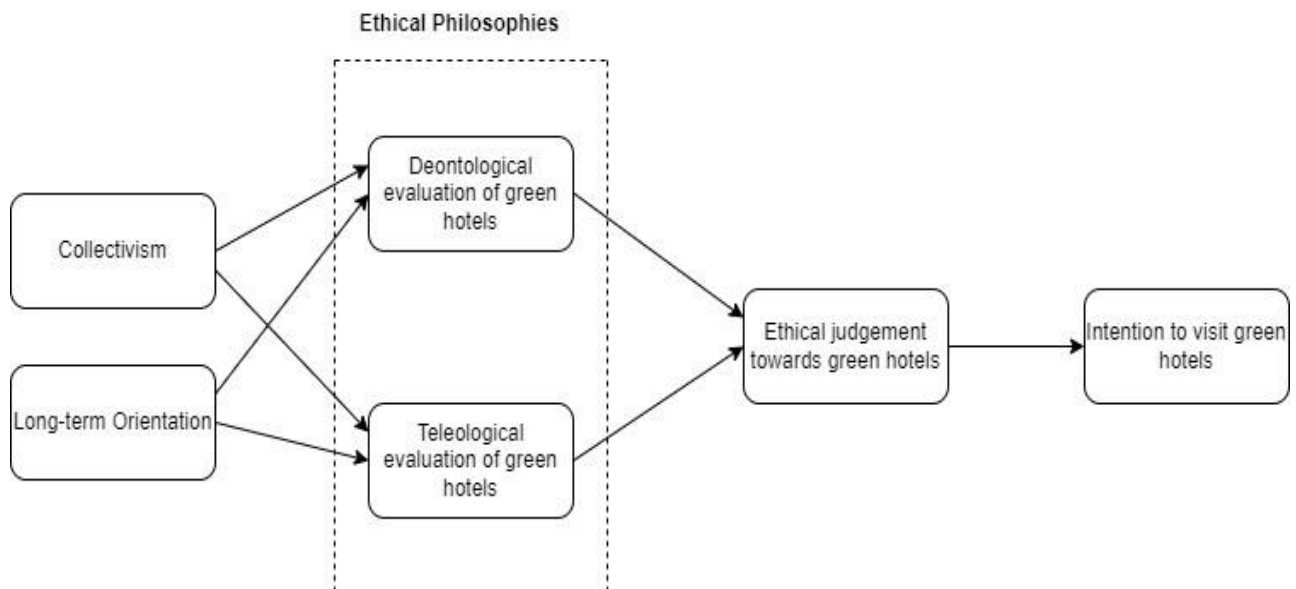 Ethical Philosophies
Deontological
evaluation of green
hotels
Collectivism
Long-term Orientation
Teleological
evaluation of green
hotels
Ethical judgement
towards green hotels
Intention to visit green
hotels